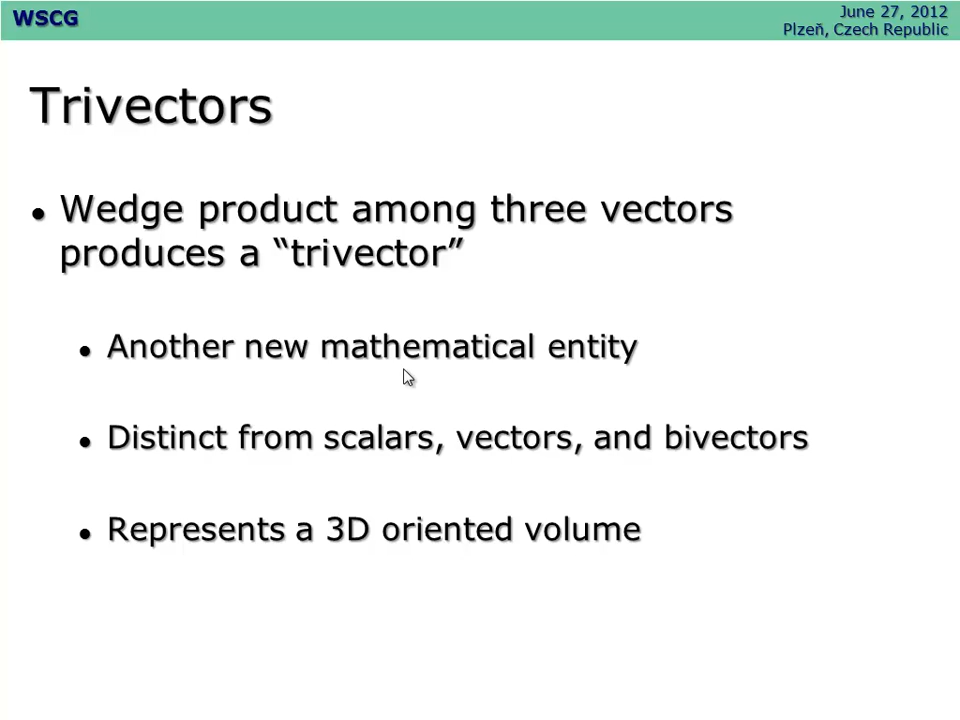 WSCG
June 27, 2012
Plzeň, Czech Republic
Trivectors
Wedge product among three vectors
produces a “trivector”
Another new mathematical entity
Distinct from scalars, vectors, and bivectors
Represents a 3D oriented volume